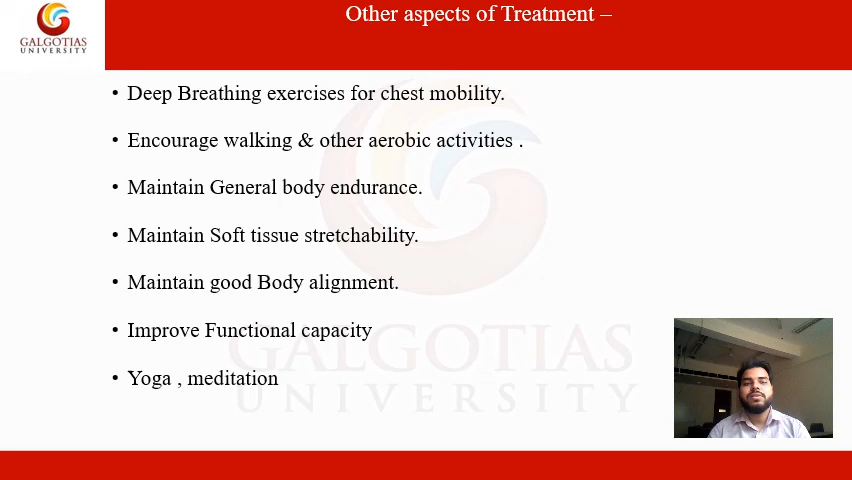 Other aspects of Treatment –
GALGOTIAS
UNIVERSITY
• Deep Breathing exercises for chest mobility.
• Encourage walking & other aerobic activities .
• Maintain General body endurance.
• Maintain Soft tissue stretchability.
• Maintain good Body alignment.
• Improve Functional capacity
• Yoga , meditation
GALGOTIAS
UNIVERSITY